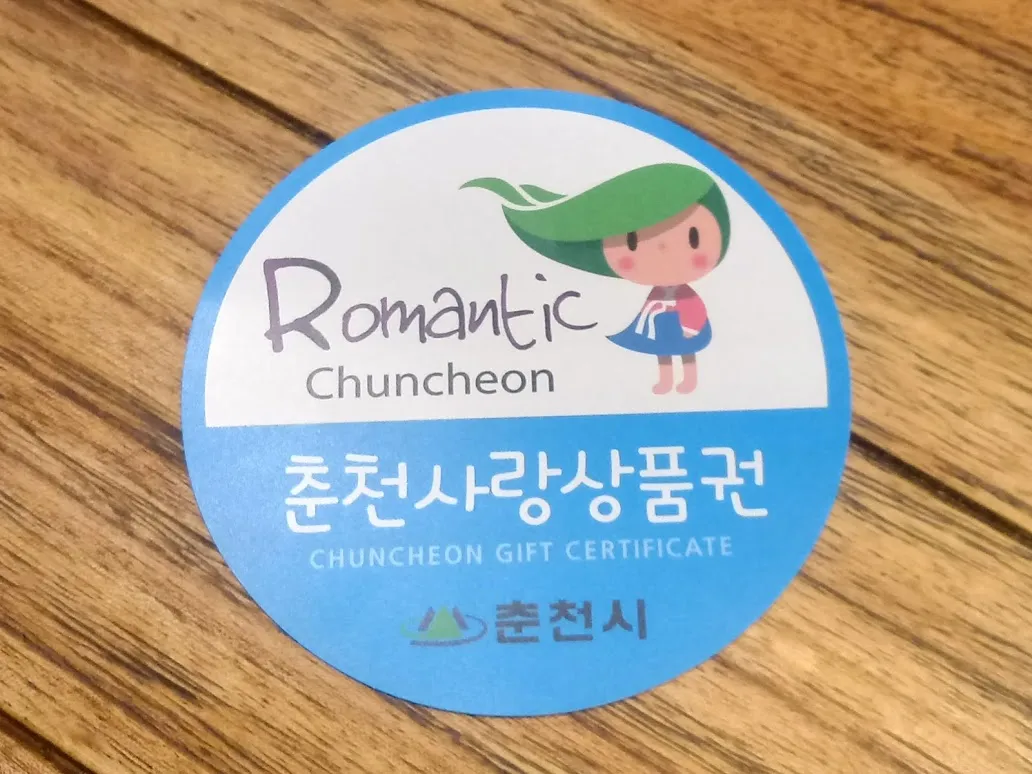 Romantic
Chuncheon
춘천사랑상품권
CHUNCHEON GIFT CERTIFICATE
춘천시